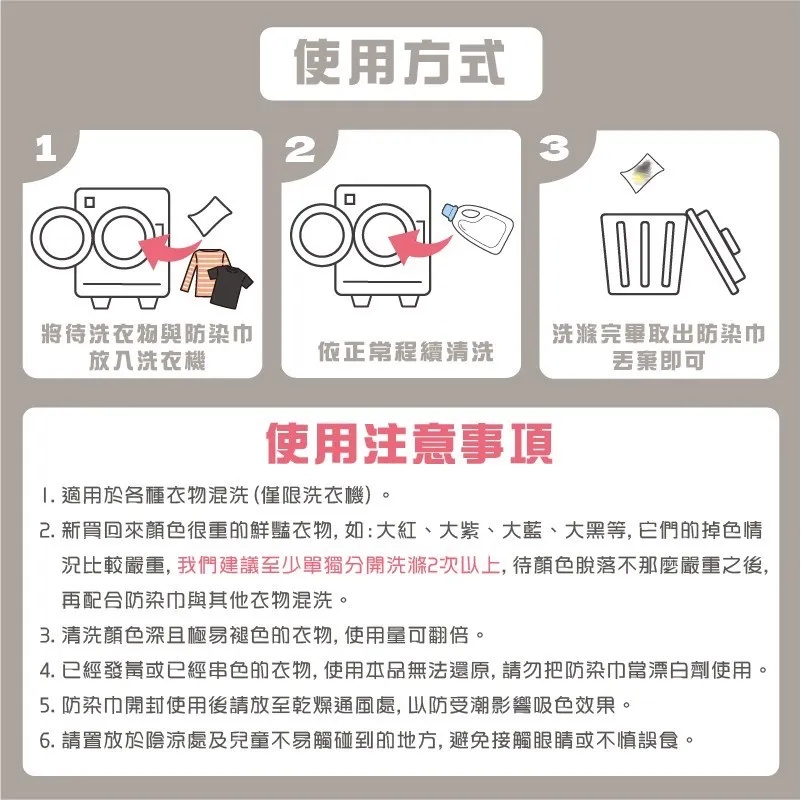 使用方式
1
將待洗衣物與防染巾
放入洗衣機
2
依正常程續清洗
3
洗滌完畢取出防染巾
丟棄即可
使用注意事項
1. 適用於各種衣物混洗(僅限洗衣機)。
2. 新買回來顏色很重的鮮豔衣物, 如:大紅、大紫、大藍、大黑等, 它們的掉色情
況比較嚴重, 我們建議至少單獨分開洗滌2次以上, 待顏色脫落不那麼嚴重之後,
再配合防染巾與其他衣物混洗。
3. 清洗顏色深且極易褪色的衣物, 使用量可翻倍。
4. 已經發黃或已經串色的衣物, 使用本品無法還原, 請勿把防染巾當漂白劑使用。
5. 防染巾開封使用後請放至乾燥通風處, 以防受潮影響吸色效果。
6. 請置放於陰涼處及兒童不易觸碰到的地方, 避免接觸眼睛或不慎誤食。